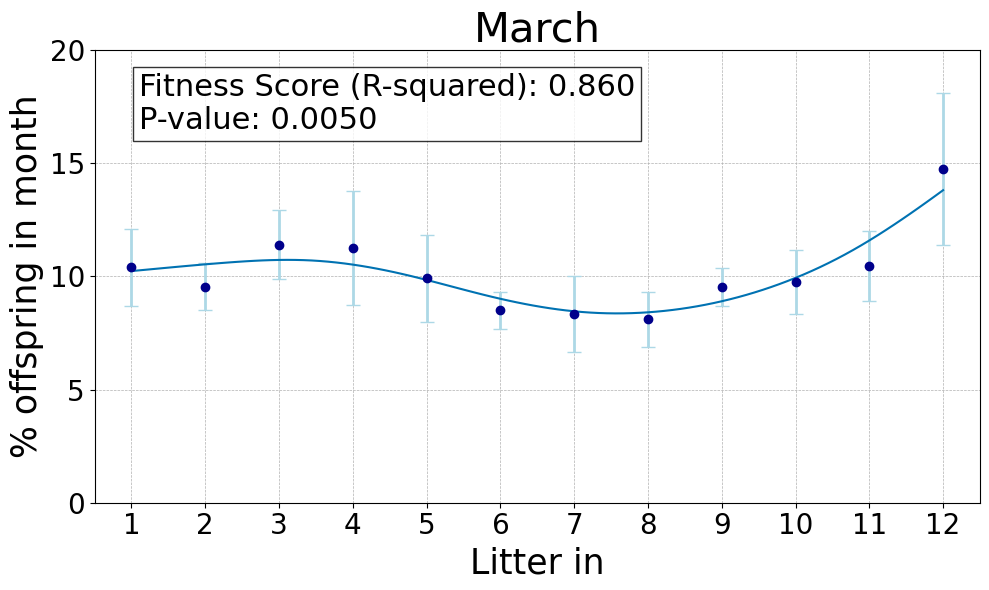 March
Fitness Score (R-squared): 0.860
P-value: 0.0050
% offspring in month
20
15
10
5
0
1 2 3 4 5 6 7 8 9 10 11 12
Litter in